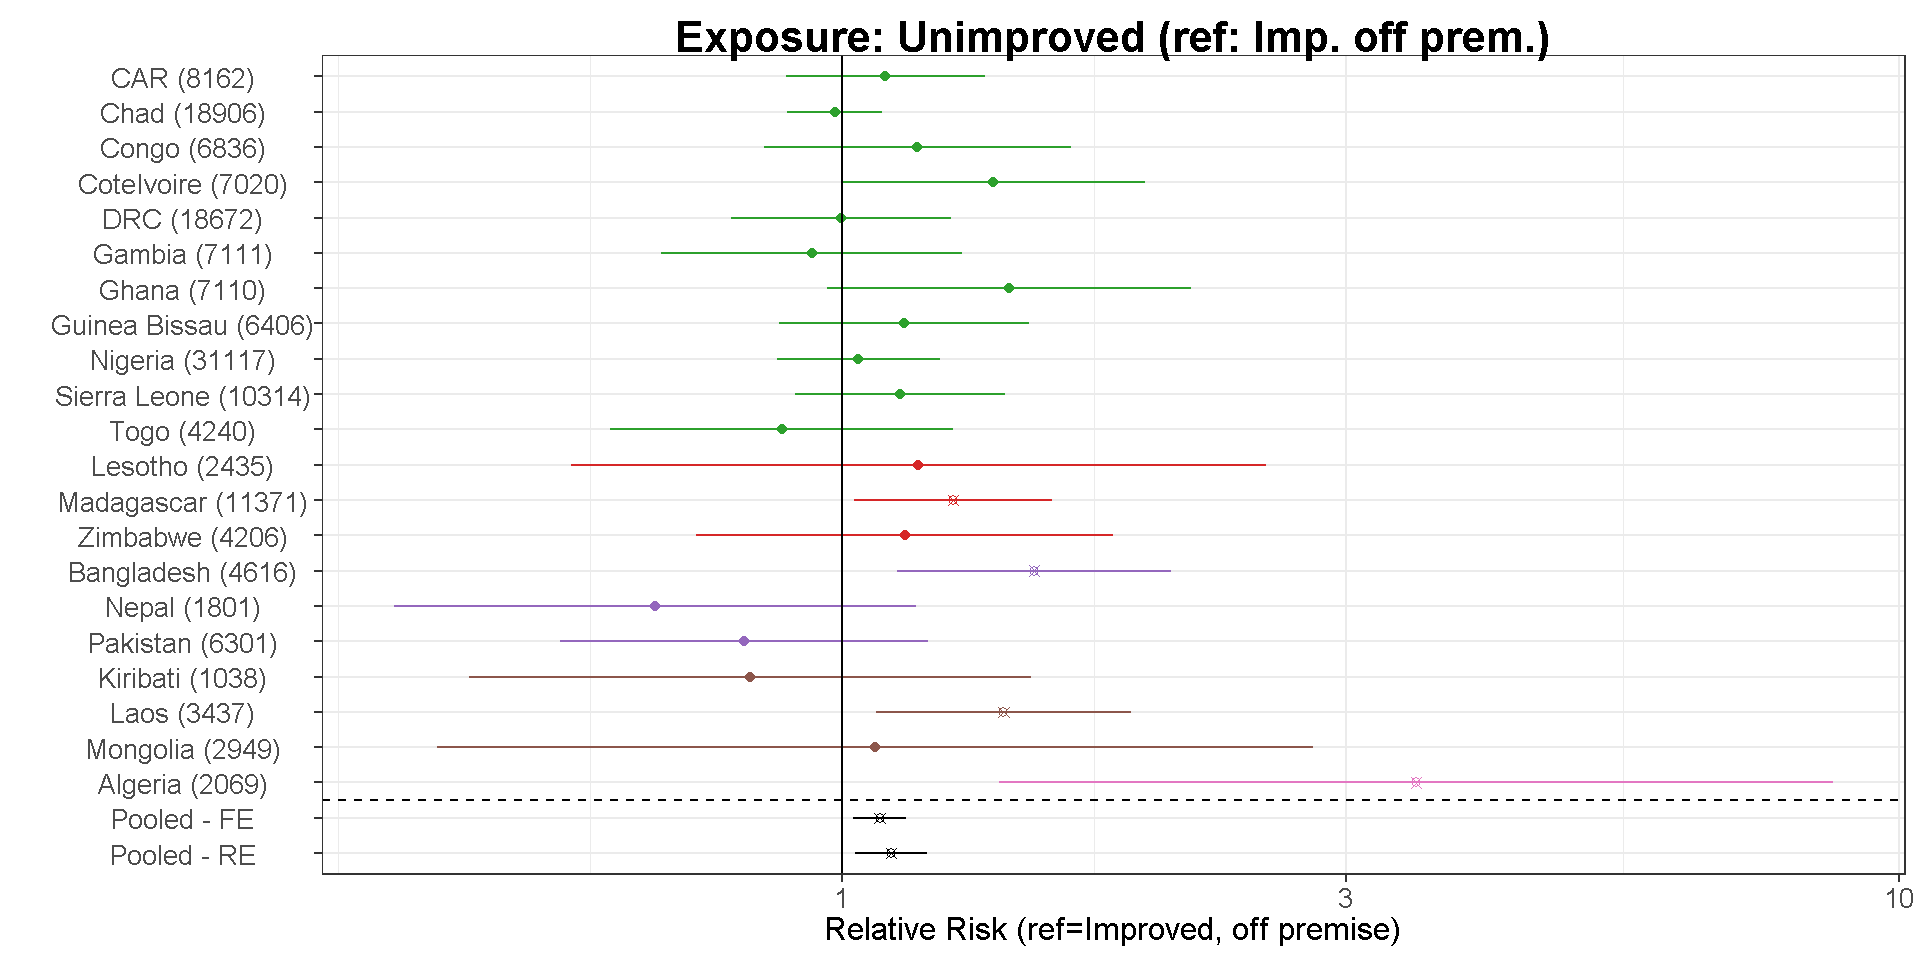 Exposure: Unimproved (ref: Imp. off prem.)
CAR (8162)
Chad (18906)
Congo (6836)
CoteIvoire (7020)
DRC (18672)
Gambia (7111)
Ghana (7110)
Guinea Bissau (6406)
Nigeria (31117)
Sierra Leone (10314)
Togo (4240)
Lesotho (2435)
Madagascar (11371)
Zimbabwe (4206)
Bangladesh (4616)
Nepal (1801)
Pakistan (6301)
Kiribati (1038)
Laos (3437)
Mongolia (2949)
Algeria (2069)
Pooled - FE
Pooled - RE
1 3 10
Relative Risk (ref=Improved, off premise)